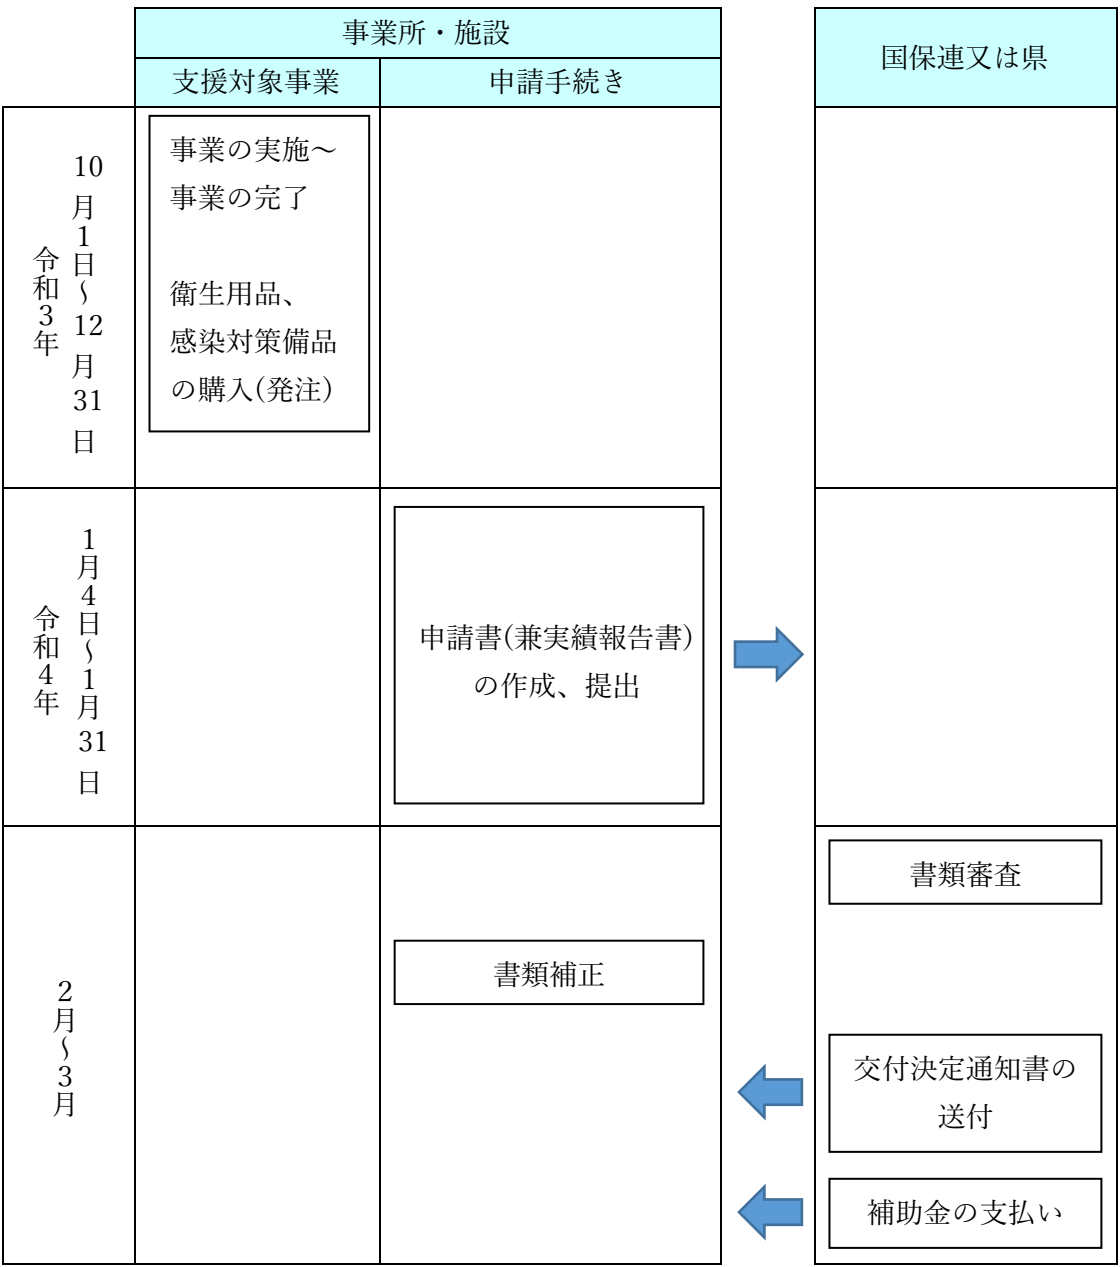 事業所・施設
国保連又は県
支援対象事業
申請手続き
令和3年
10月1日～12月31日
事業の実施～
事業の完了
衛生用品、
感染対策備品
の購入(発注)
令和4年
1月4日～1月31日
申請書(兼実績報告書)
の作成、提出
2月～3月
書類審査
書類補正
交付決定通知書の
送付
補助金の支払い